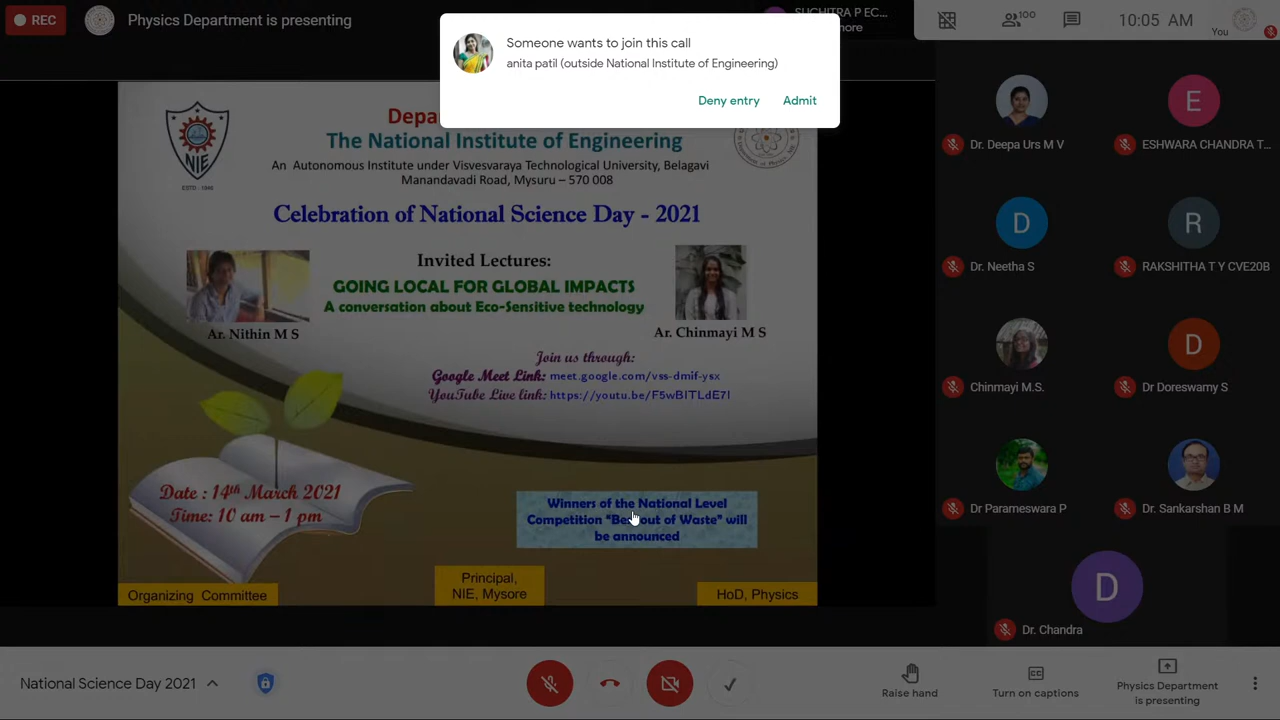 REC
Physics Department is presenting
SUCHITRA P EC...
more
100
10:05 AM
You
Someone wants to join this call
anita patil (outside National Institute of Engineering)
Deny entry Admit
NIE
ESTD - 1946
Depa
The National Institute of Engineering
An Autonomous Institute under Visvesvaraya Technological University, Belagavi
Manandavadi Road, Mysuru – 570 008
Celebration of National Science Day - 2021
Invited Lectures:
GOING LOCAL FOR GLOBAL IMPACTS
A conversation about Eco-Sensitive technology
Ar. Nithin M S
Ar. Chinmayi M S
Join us through:
Google Meet Link: meet.google.com/vss-dmif-ysx
YouTube Live link: https://youtu.be/F5wBITLdE7I
Date : 14th March 2021
Time: 10 am – 1 pm
Winners of the National Level
Competition "Best out of Waste" will
be announced
Organizing Committee
Principal,
NIE, Mysore
HoD, Physics
Dr. Deepa Urs M V
E
ESHWARA CHANDRA T...
D
Dr. Neetha S
R
RAKSHITHA T Y CVE20B
Chinmayi M.S.
D
Dr Doreswamy S
Dr Parameswara P
Dr. Sankarshan B M
D
Dr. Chandra
National Science Day 2021
Raise hand
CC
Turn on captions
Physics Department
is presenting